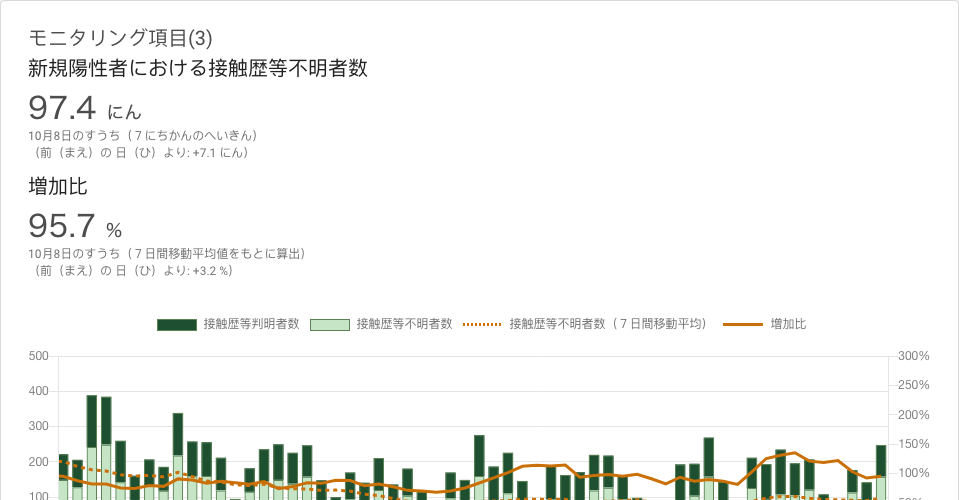 モニタリング項目(3)
新規陽性者における接触歴等不明者数
97.4 にん
10月8日のすうち（７にちかんのへいきん）
（前（まえ）の 日（ひ）より: +7.1 にん）
増加比
95.7 %
10月8日のすうち（７日間移動平均値をもとに算出）
（前（まえ）の 日（ひ）より: +3.2 %）
接触歴等判明者数 接触歴等不明者数 接触歴等不明者数（７日間移動平均） 増加比
500 300%
250%
400
200%
300
150%
200
100%
100